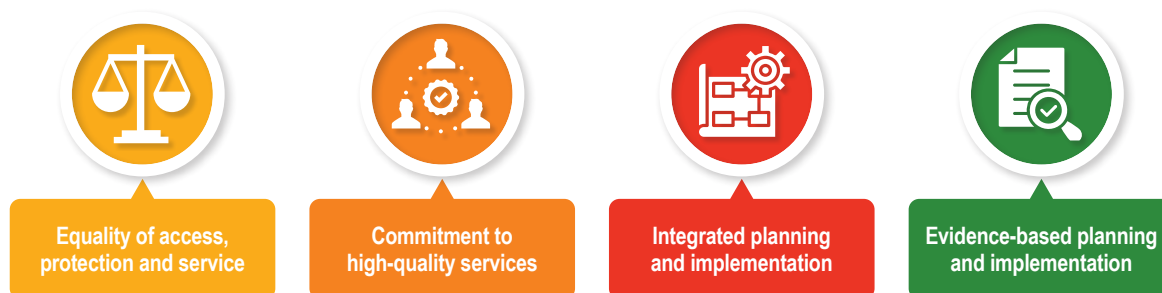 Equality of access,
protection and service
Commitment to
high-quality services
Integrated planning
and implementation
Evidence-based planning
and implementation